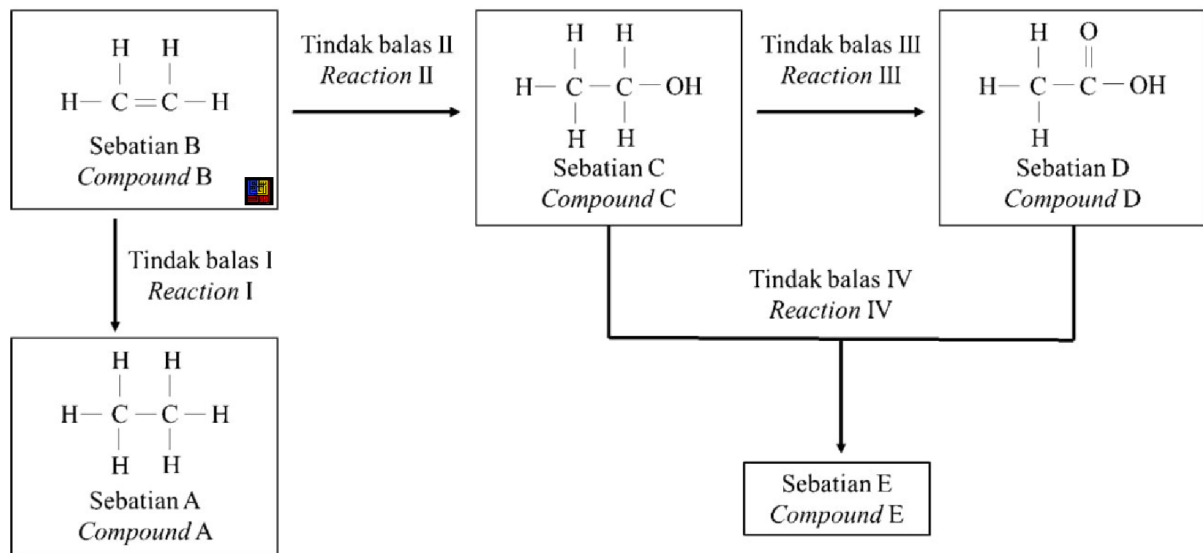 H H
H — C = C — H
Sebatian B
Compound B
Tindak balas II
Reaction II
H H
H — C — C — OH
H H
Sebatian C
Compound C
Tindak balas III
Reaction III
H O
H — C — C — OH
H
Sebatian D
Compound D
Tindak balas I
Reaction I
Tindak balas IV
Reaction IV
H H
H — C — C — H
H H
Sebatian A
Compound A
Sebatian E
Compound E